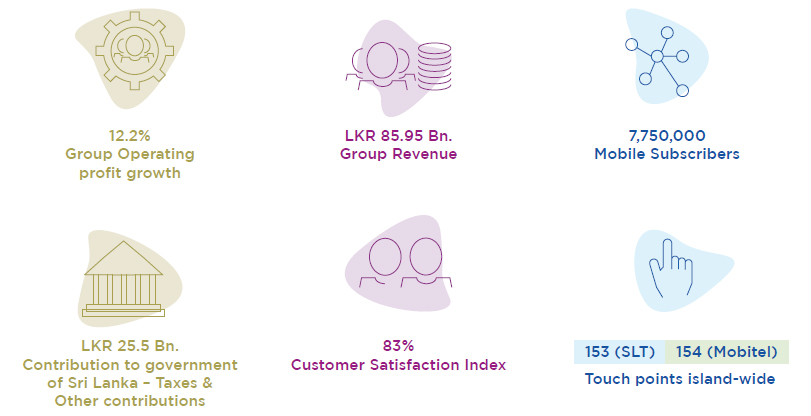 12.2%
Group Operating
profit growth
LKR 85.95 Bn.
Group Revenue
7,750,000
Mobile Subscribers
LKR 25.5 Bn.
Contribution to government
of Sri Lanka – Taxes &
Other contributions
83%
Customer Satisfaction Index
153 (SLT) 154 (Mobitel)
Touch points island-wide